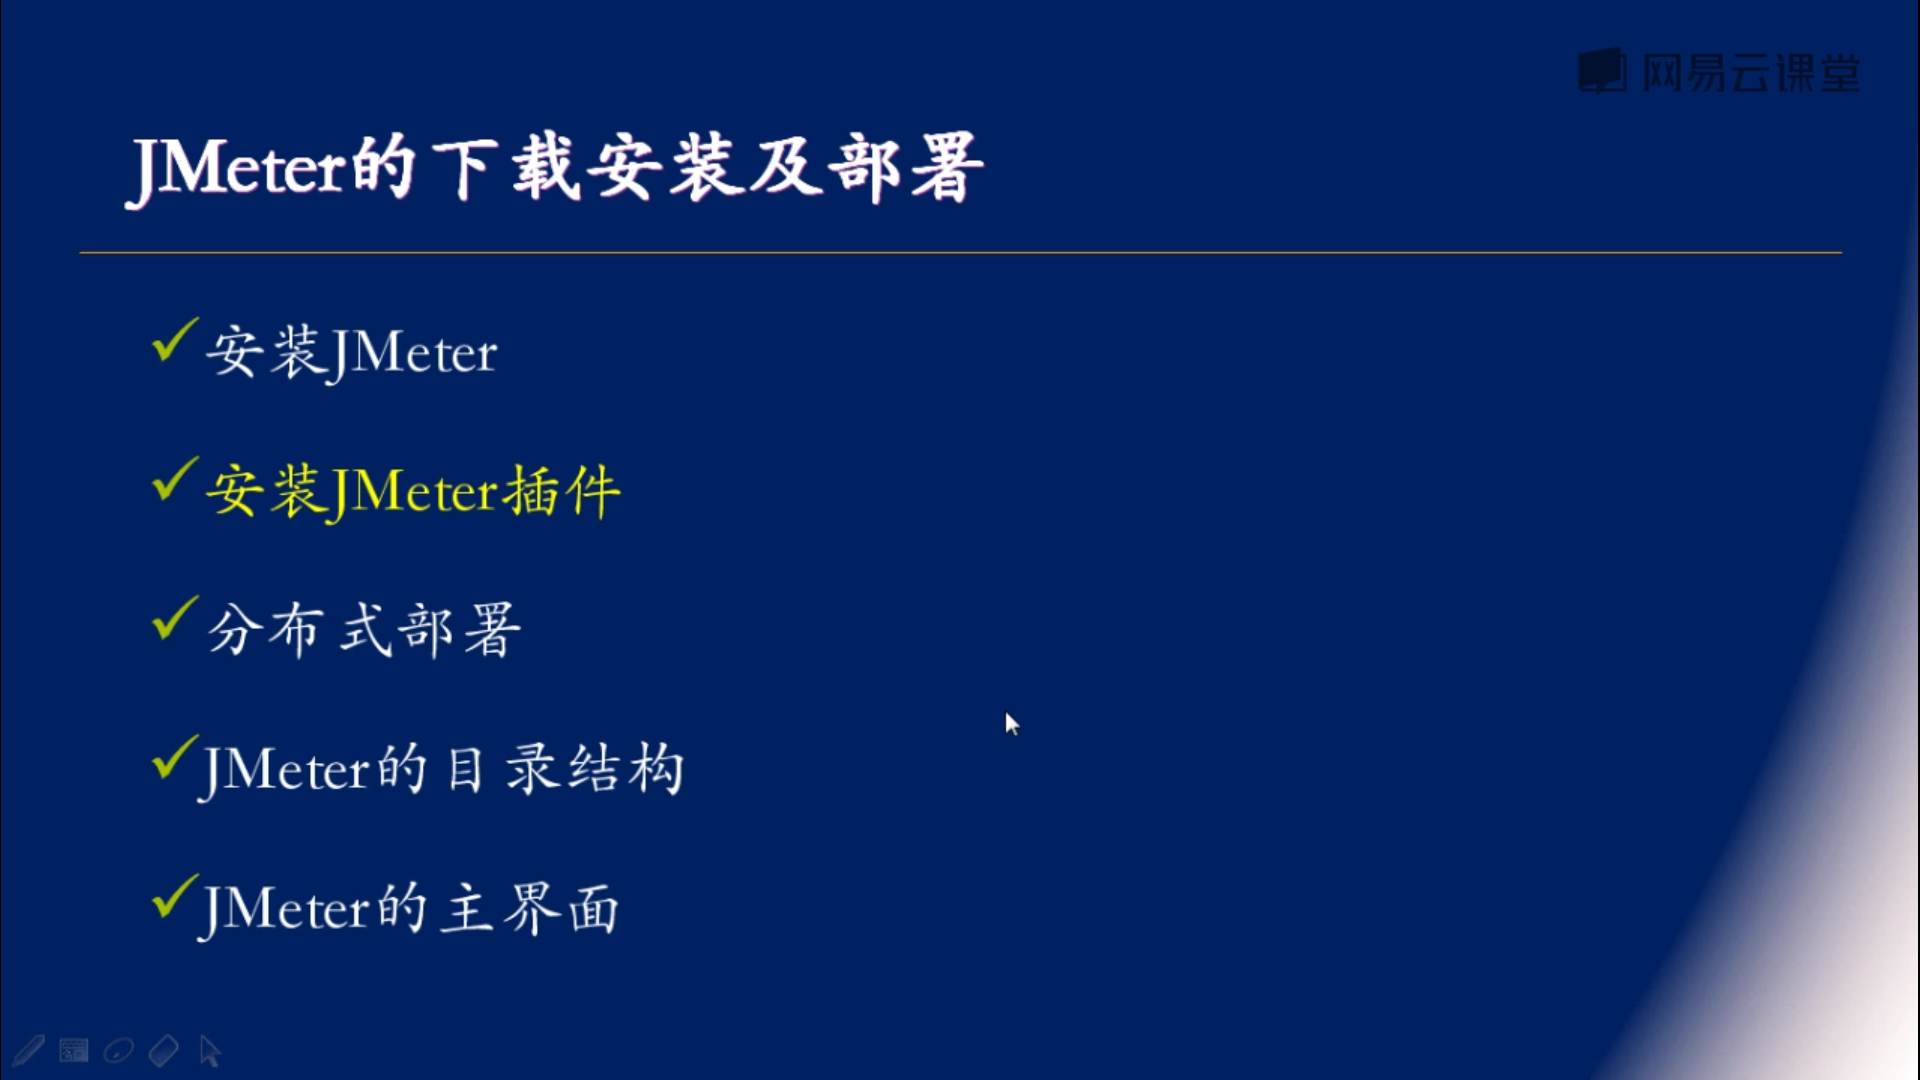 网易云课堂
JMeter的下载安装及部署
安装JMeter
安装JMeter插件
分布式部署
JMeter的目录结构
JMeter的主界面